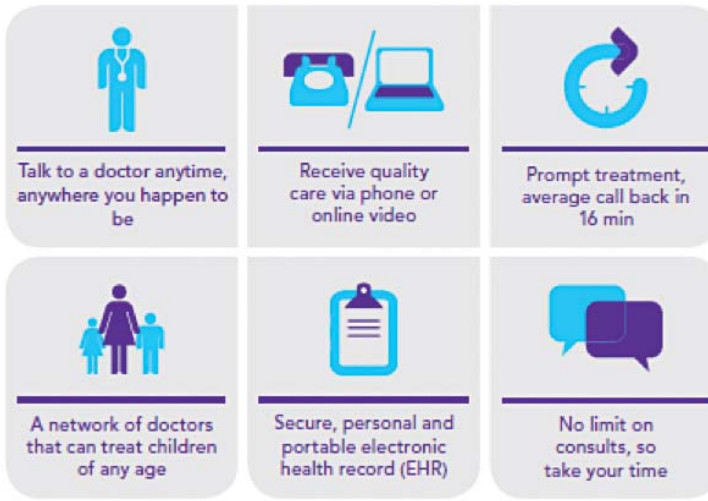 Talk to a doctor anytime,
anywhere you happen to
be
Receive quality
care via phone or
online video
Prompt treatment,
average call back in
16 min
A network of doctors
that can treat children
of any age
Secure, personal and
portable electronic
health record (EHR)
No limit on
consults, so
take your time